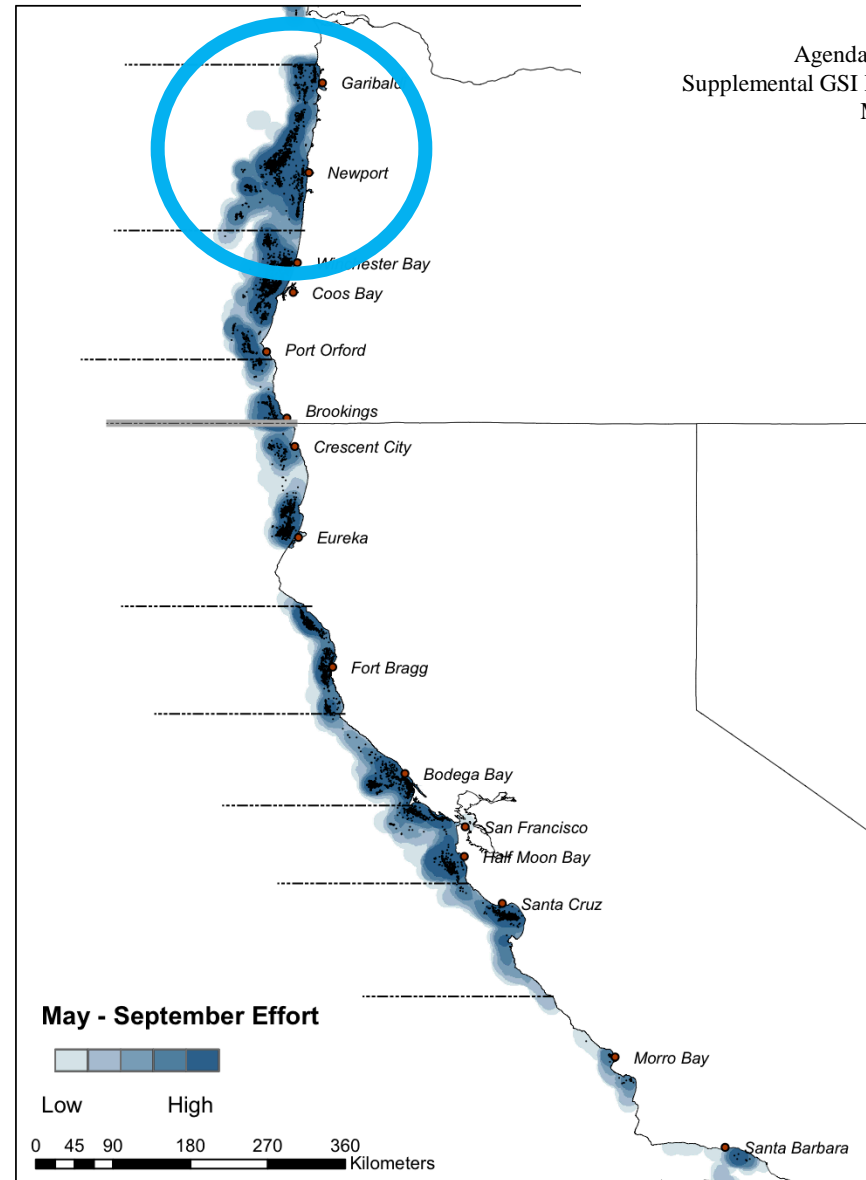 Agenda
Supplemental GSI
M
Garibald
Newport
Winchester Bay
Coos Bay
Port Orford
Brookings
Crescent City
Eureka
Fort Bragg
Bodega Bay
San Francisco
Half Moon Bay
Santa Cruz
May - September Effort
Low High
Morro Bay
0 45 90 180 270 360
Kilometers
Santa Barbara